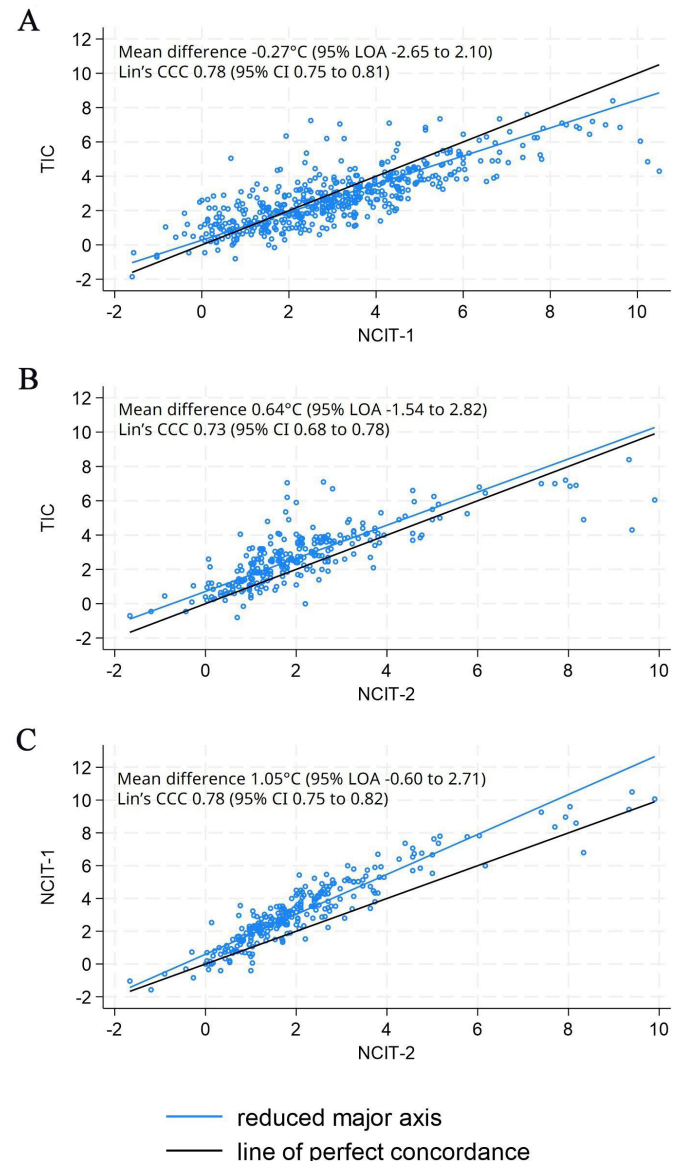 A
Mean difference -0.27°C (95% LOA -2.65 to 2.10)
Lin's CCC 0.78 (95% CI 0.75 to 0.81)
12
10
8
6
4
2
0
-2
TIC
-2 0 2 4 6 8 10
NCIT-1
B
Mean difference 0.64°C (95% LOA -1.54 to 2.82)
Lin's CCC 0.73 (95% CI 0.68 to 0.78)
12
10
8
6
4
2
0
-2
TIC
-2 0 2 4 6 8 10
NCIT-2
C
Mean difference 1.05°C (95% LOA -0.60 to 2.71)
Lin's CCC 0.78 (95% CI 0.75 to 0.82)
12
10
8
6
4
2
0
-2
NCIT-1
-2 0 2 4 6 8 10
NCIT-2
reduced major axis
line of perfect concordance